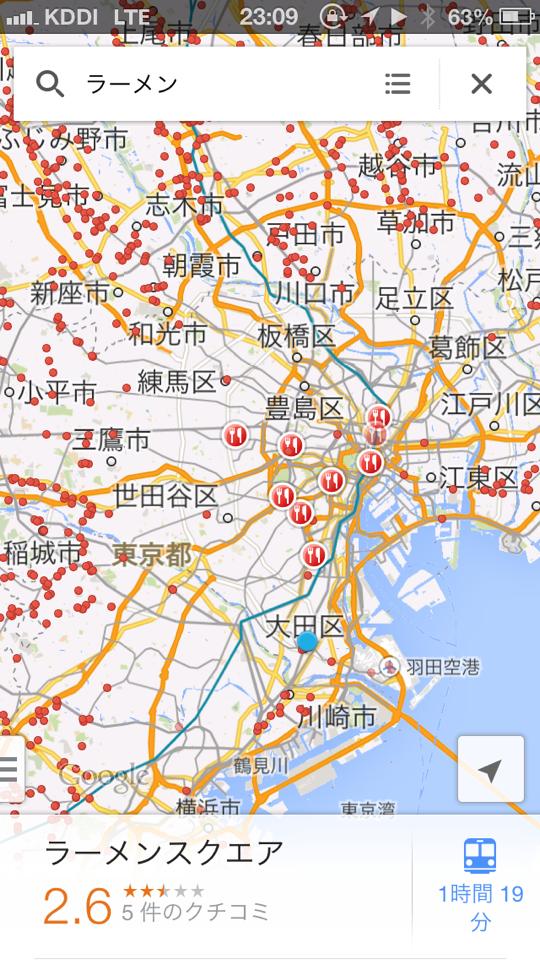 KDDI LTE 23:09 63%
上尾市
春日部市
ラーメン
ふじみ野市
越谷市
流山
富士見市
志木市
草加市
戸田市
朝霞市
新座市
川口市
足立区
松戸
和光市
板橋区
葛飾区
練馬区
小平市
豊島区
江戸川区
三鷹市
江東区
世田谷区
稲城市
東京都
大田区
羽田空港
川崎市
鶴見川
Google
横浜市
東京湾
ラーメンスクエア
2.6
5 件のクチコミ
1時間 19
分